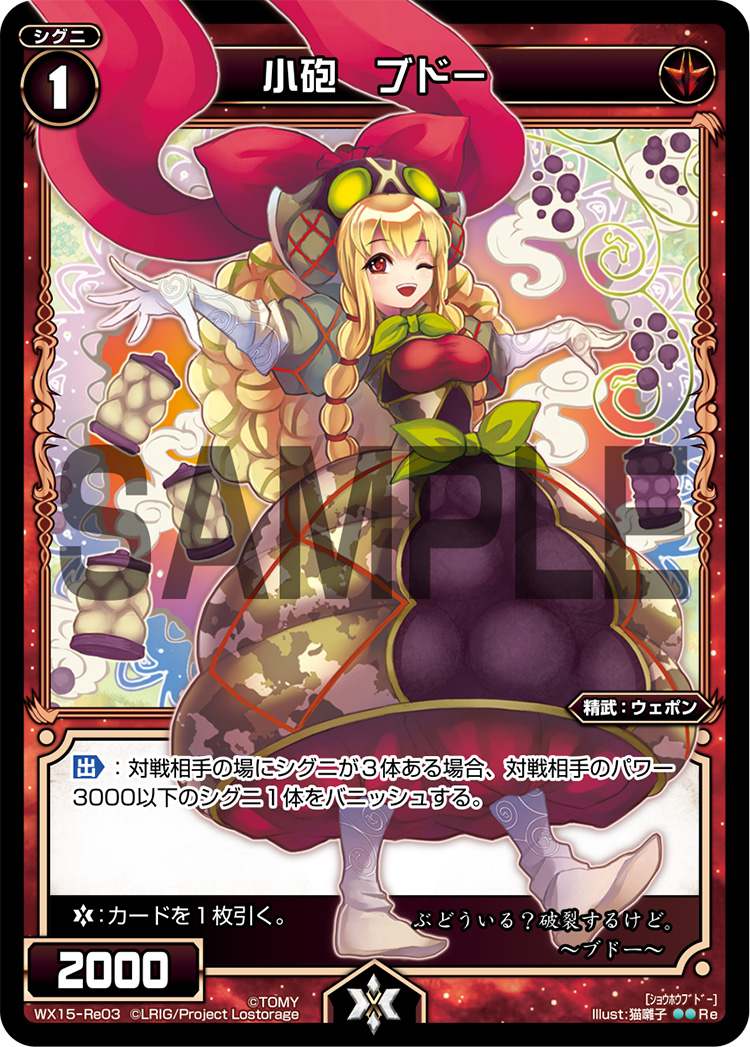 シグニ
1
小砲　ブドー
SAMPLE
精武：ウェポン
出：対戦相手の場にシグニが３体ある場合、対戦相手のパワー
3000以下のシグニ１体をバニッシュする。
：カードを１枚引く。
ぶどういる？破裂するけど。
～ブドー～
2000
©TOMY
[ｼｮｳﾎｳﾌﾞﾄﾞｰ]
WX15-Re03 ©LRIG/Project Lostorage
Illust:猫囃子 Re